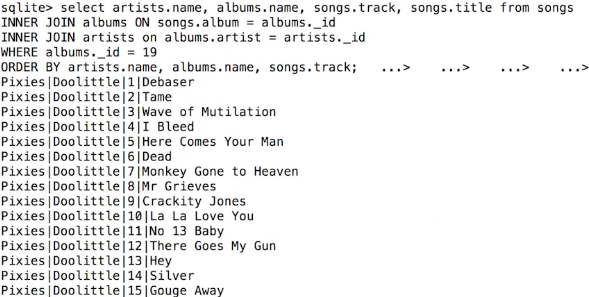 sqlite> select artists.name, albums.name, songs.track, songs.title from songs
INNER JOIN albums ON songs.album = albums._id
INNER JOIN artists on albums.artist = artists._id
WHERE albums._id = 19
ORDER BY artists.name, albums.name, songs.track;   ...>    ...>    ...>    ...>
Pixies|Doolittle|1|Debaser
Pixies|Doolittle|2|Tame
Pixies|Doolittle|3|Wave of Mutilation
Pixies|Doolittle|4|I Bleed
Pixies|Doolittle|5|Here Comes Your Man
Pixies|Doolittle|6|Dead
Pixies|Doolittle|7|Monkey Gone to Heaven
Pixies|Doolittle|8|Mr Grieves
Pixies|Doolittle|9|Crackity Jones
Pixies|Doolittle|10|La La Love You
Pixies|Doolittle|11|No 13 Baby
Pixies|Doolittle|12|There Goes My Gun
Pixies|Doolittle|13|Hey
Pixies|Doolittle|14|Silver
Pixies|Doolittle|15|Gouge Away